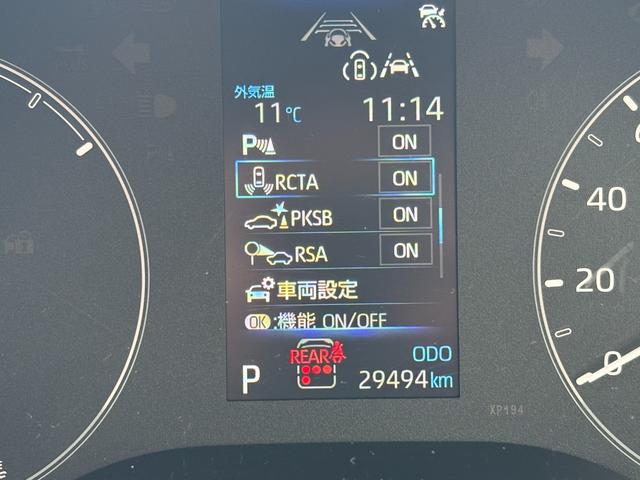 外気温
11℃ 11:14
P ON
RCTA ON
PKSB ON
RSA ON
車両設定
OK:機能 ON/OFF
REAR
ODO
P 29494km
XP194
40
20
0